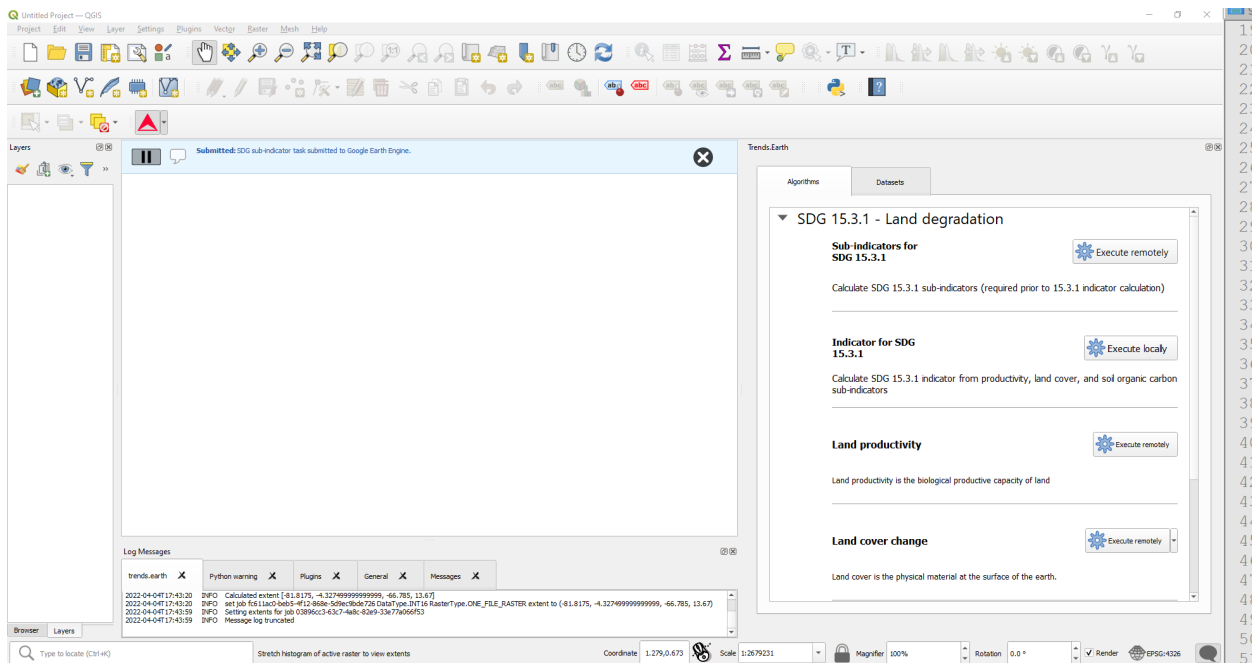 Untitled Project — QGIS
Project Edit View Layer Settings Plugins Vector Raster Mesh Help
Layers
Submitted: SDG sub-indicator task submitted to Google Earth Engine.
Trends.Earth
Algorithms
Datasets
SDG 15.3.1 - Land degradation
Sub-indicators for
SDG 15.3.1
Execute remotely
Calculate SDG 15.3.1 sub-indicators (required prior to 15.3.1 indicator calculation)
Indicator for SDG
15.3.1
Execute locally
Calculate SDG 15.3.1 indicator from productivity, land cover, and soil organic carbon
sub-indicators
Land productivity
Execute remotely
Land productivity is the biological productive capacity of land
Land cover change
Execute remotely
Land cover is the physical material at the surface of the earth.
Log Messages
trends.earth
Python warning
Plugins
General
Messages
2022-04-04T17:43:20 INFO Calculated extent [-81.8175, -4.327499999999999, -66.785, 13.67]
2022-04-04T17:43:20 INFO set job fc611ac0-beb5-4f12-868e-5d9ec9bde726 DataType.INT16 RasterType.ONE_FILE_RASTER extent to (-81.8175, -4.327499999999999, -66.785, 13.67)
2022-04-04T17:43:59 INFO Setting extents for job 03896cc3-63c7-4a8c-82e9-33e77a066f53
2022-04-04T17:43:59 INFO Message log truncated
Browser
Layers
Type to locate (Ctrl+K)
Stretch histogram of active raster to view extents
Coordinate 1.279,0.673
Scale 1:2679231
Magnifier 100%
Rotation 0.0 °
Render
EPSG:4326